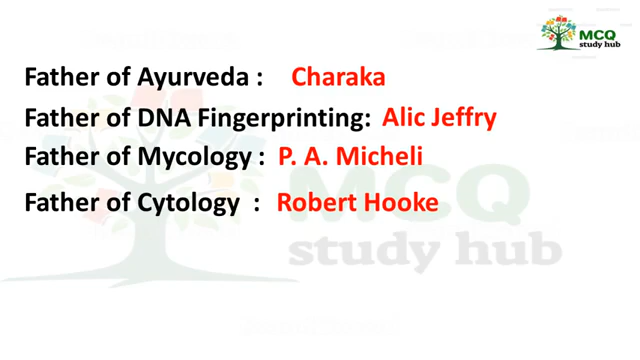 MCQ
study hub
Father of Ayurveda : Charaka
Father of DNA Fingerprinting: Alic Jeffry
Father of Mycology : P. A. Micheli
Father of Cytology : Robert Hooke
MCQ
study hub